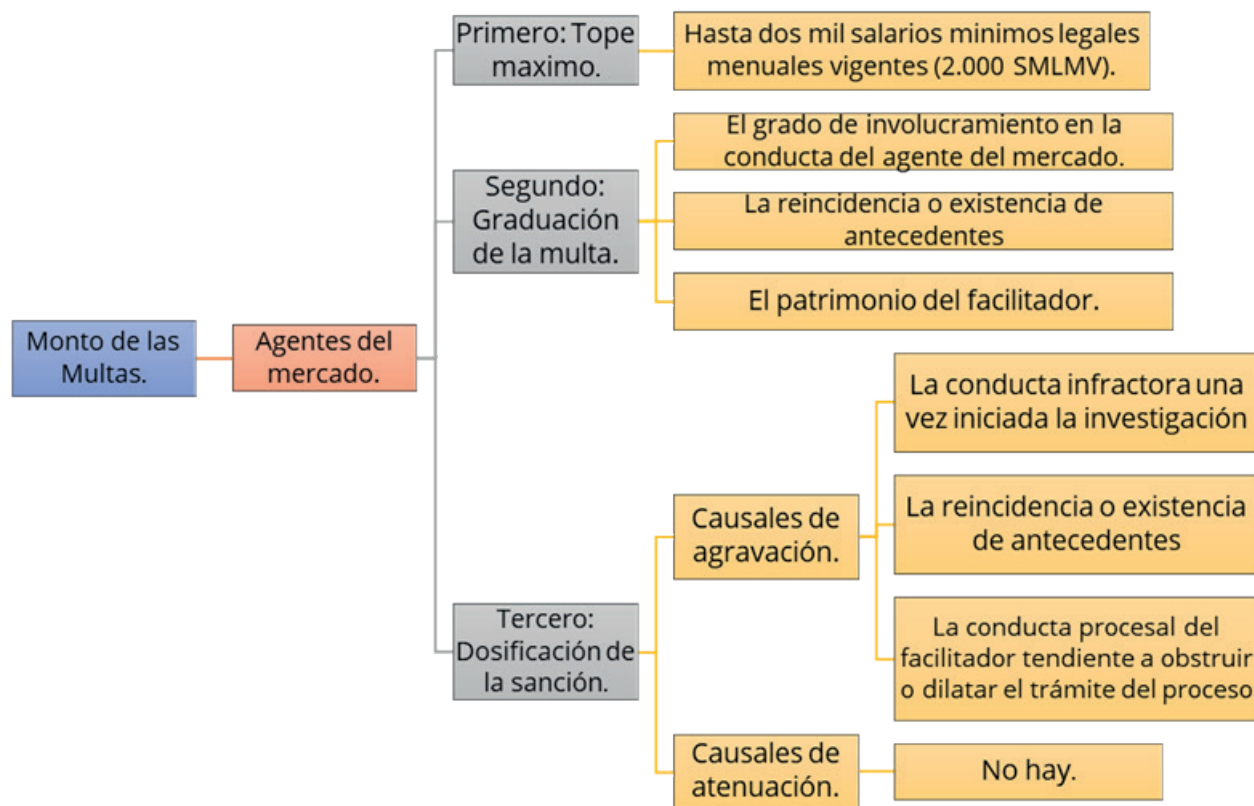 Monto de las
Multas.
Agentes del
mercado.
Primero: Tope
maximo.
Hasta dos mil salarios minimos legales
menuales vigentes (2.000 SMLMV).
Segundo:
Graduación
de la multa.
El grado de involucramiento en la
conducta del agente del mercado.
La reincidencia o existencia de
antecedentes
El patrimonio del facilitador.
Tercero:
Dosificación de
la sanción.
Causales de
agravación.
La conducta infractora una
vez iniciada la investigación
La reincidencia o existencia
de antecedentes
La conducta procesal del
facilitador tendiente a obstruir
o dilatar el trámite del proceso
Causales de
atenuación.
No hay.